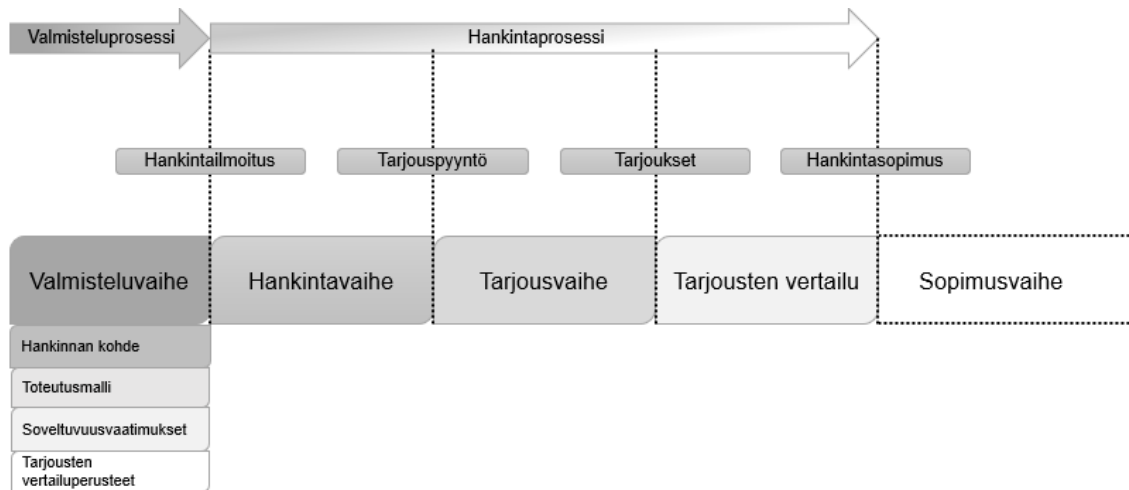 Valmisteluprosessi
Hankintaprosessi
Hankintailmoitus
Tarjouspyyntö
Tarjoukset
Hankintasopimus
Valmisteluvaihe
Hankintavaihe
Tarjousvaihe
Tarjousten vertailu
Sopimusvaihe
Hankinnan kohde
Toteutusmalli
Soveltuvuusvaatimukset
Tarjousten
vertailuperusteet